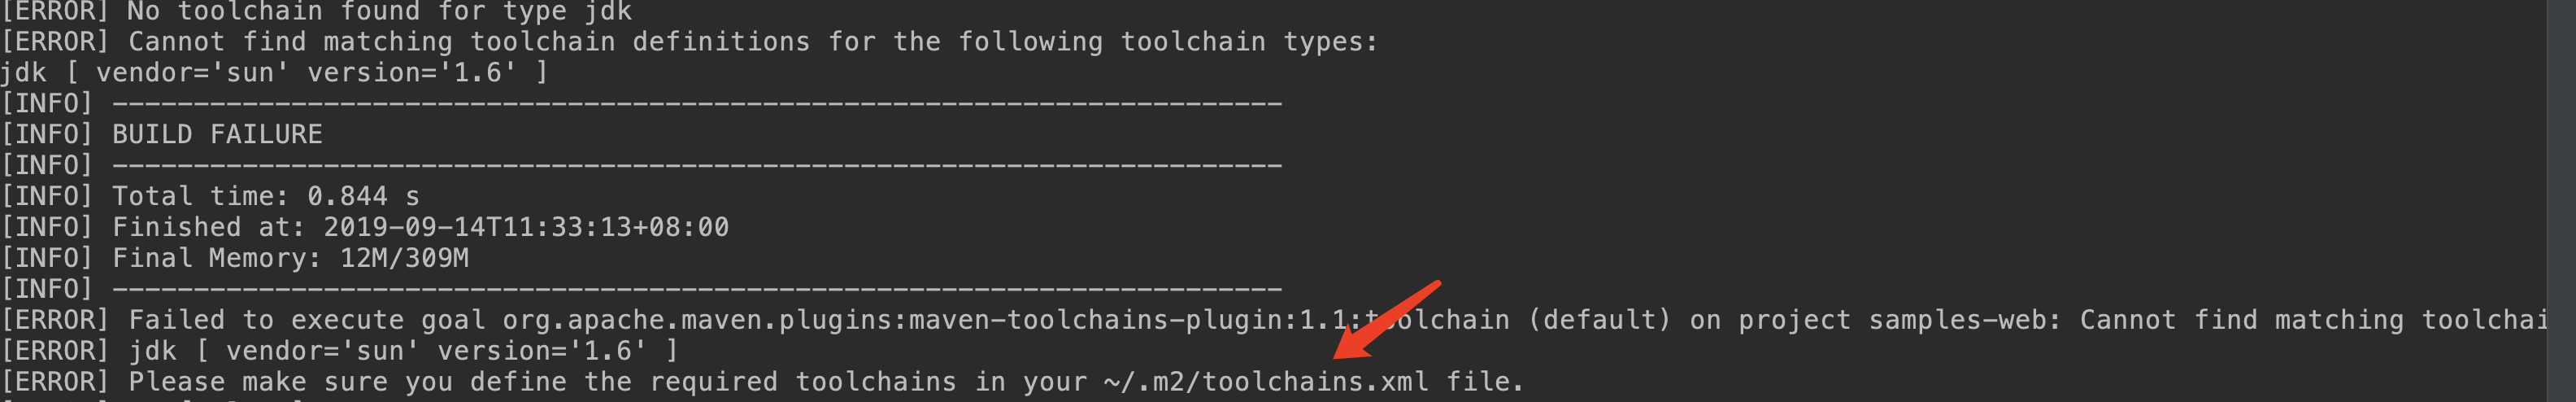 [ERROR] No toolchain found for type jdk
[ERROR] Cannot find matching toolchain definitions for the following toolchain types:
jdk [ vendor='sun' version='1.6' ]
[INFO] ------------------------------------------------------------------------
[INFO] BUILD FAILURE
[INFO] ------------------------------------------------------------------------
[INFO] Total time: 0.844 s
[INFO] Finished at: 2019-09-14T11:33:13+08:00
[INFO] Final Memory: 12M/309M
[INFO] ------------------------------------------------------------------------
[ERROR] Failed to execute goal org.apache.maven.plugins:maven-toolchains-plugin:1.1:toolchain (default) on project samples-web: Cannot find matching toolchai
[ERROR] jdk [ vendor='sun' version='1.6' ]
[ERROR] Please make sure you define the required toolchains in your ~/.m2/toolchains.xml file.